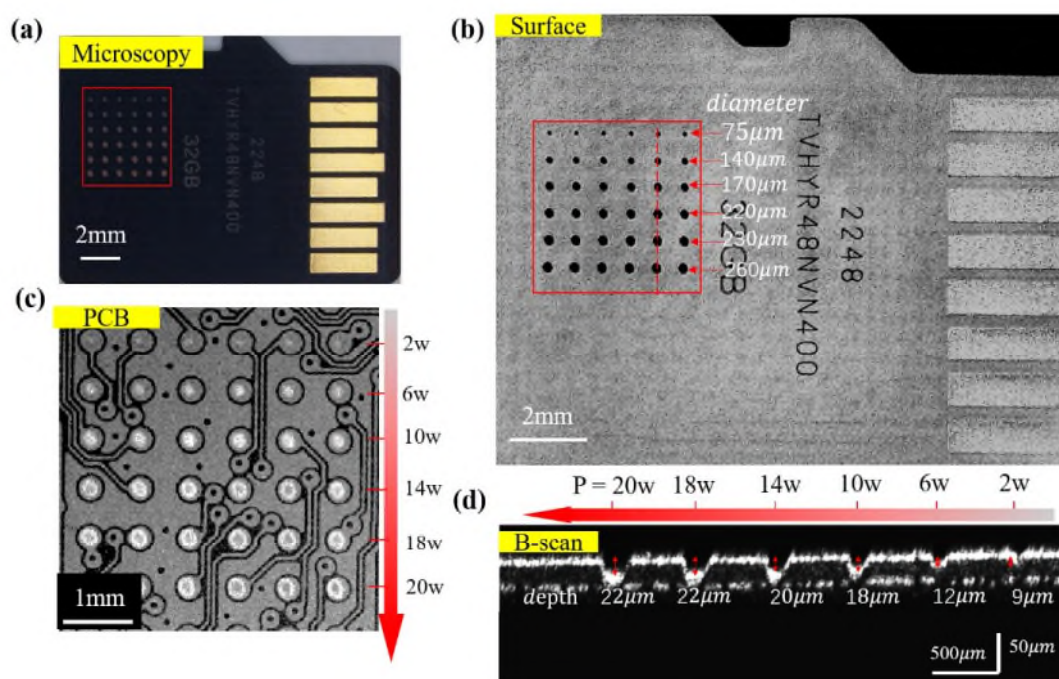 (a)
Microscopy
TVHYR48NVN400
2248
32GB
2mm
(b)
Surface
diameter
75μm
140μm
170μm
220μm
230μm
260μm
TVHYR48NVN400
2248
32GB
2mm
(c)
PCB
2w
6w
10w
14w
18w
20w
1mm
P = 20w 18w 14w 10w 6w 2w
(d)
B-scan
depth 22μm 22μm 20μm 18μm 12μm 9μm
500μm 50μm